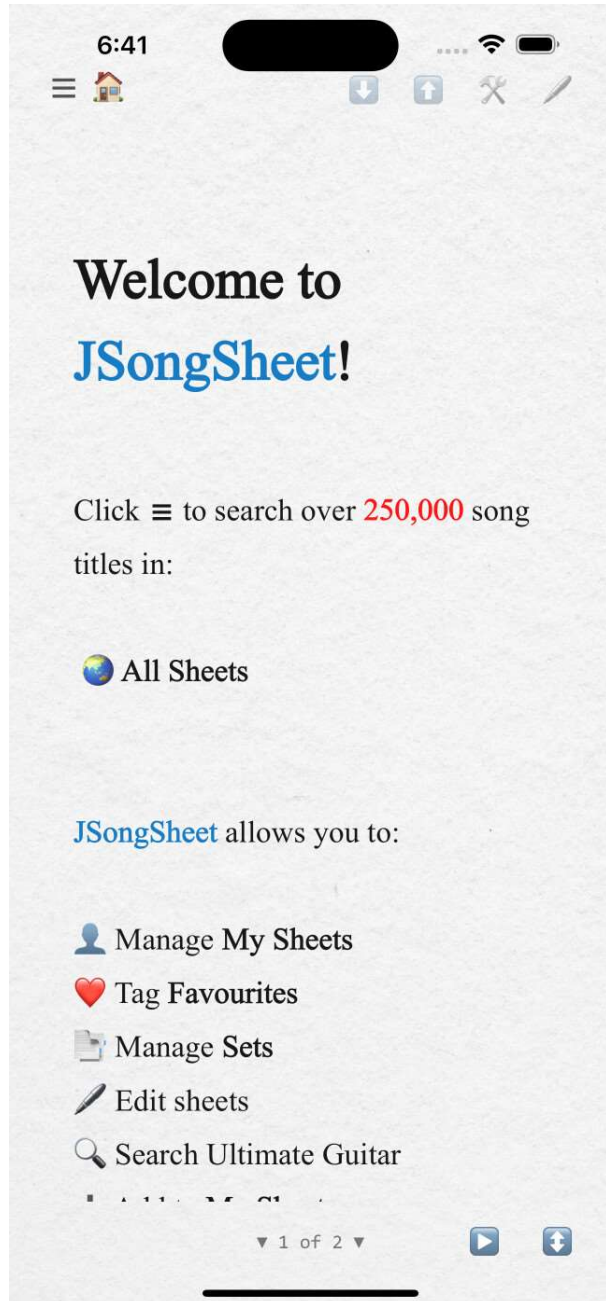 6:41
Welcome to
JSongSheet!
Click ≡ to search over 250,000 song
titles in:
🌏 All Sheets
JSongSheet allows you to:
👤 Manage My Sheets
❤️ Tag Favourites
📑 Manage Sets
🖊️ Edit sheets
🔍 Search Ultimate Guitar
▼ 1 of 2 ▼